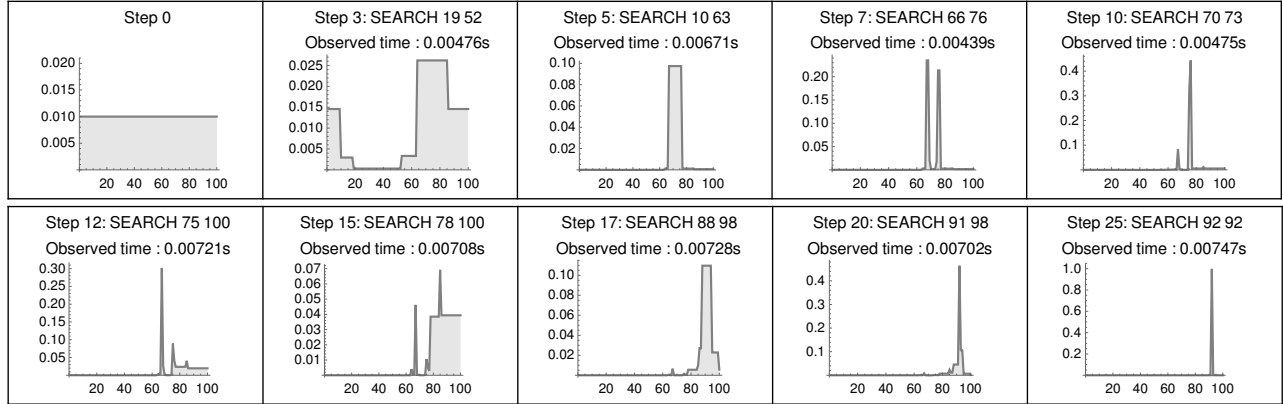 Step 0
0.020
0.015
0.010
0.005
20 40 60 80 100
Step 3: SEARCH 19 52
Observed time : 0.00476s
0.025
0.020
0.015
0.010
0.005
20 40 60 80 100
Step 5: SEARCH 10 63
Observed time : 0.00671s
0.10
0.08
0.06
0.04
0.02
20 40 60 80 100
Step 7: SEARCH 66 76
Observed time : 0.00439s
0.20
0.15
0.10
0.05
20 40 60 80 100
Step 10: SEARCH 70 73
Observed time : 0.00475s
0.4
0.3
0.2
0.1
20 40 60 80 100
Step 12: SEARCH 75 100
Observed time : 0.00721s
0.30
0.25
0.20
0.15
0.10
0.05
20 40 60 80 100
Step 15: SEARCH 78 100
Observed time : 0.00708s
0.07
0.06
0.05
0.04
0.03
0.02
0.01
20 40 60 80 100
Step 17: SEARCH 88 98
Observed time : 0.00728s
0.10
0.08
0.06
0.04
0.02
20 40 60 80 100
Step 20: SEARCH 91 98
Observed time : 0.00702s
0.4
0.3
0.2
0.1
20 40 60 80 100
Step 25: SEARCH 92 92
Observed time : 0.00747s
1.0
0.8
0.6
0.4
0.2
20 40 60 80 100